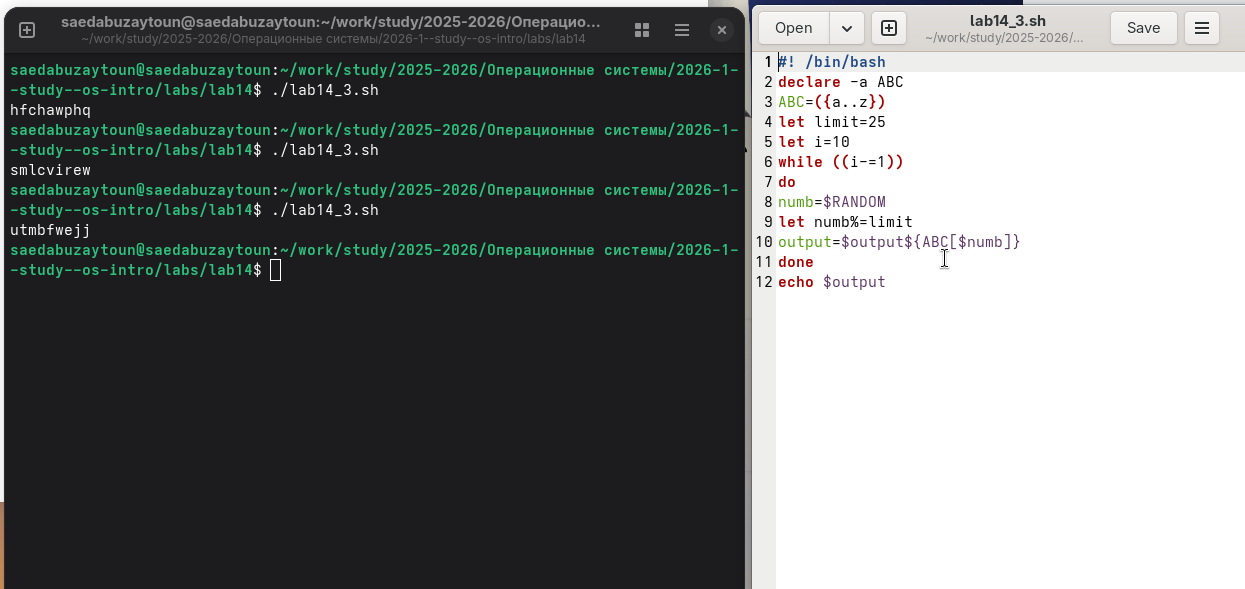 saedabuzaytoun@saedabuzaytoun:~/work/study/2025-2026/Операцио...
~/work/study/2025-2026/Операционные системы/2026-1--study--os-intro/labs/lab14
saedabuzaytoun@saedabuzaytoun:~/work/study/2025-2026/Операционные системы/2026-1-
-study--os-intro/labs/lab14$ ./lab14_3.sh
hfchawphq
saedabuzaytoun@saedabuzaytoun:~/work/study/2025-2026/Операционные системы/2026-1-
-study--os-intro/labs/lab14$ ./lab14_3.sh
smlcvirew
saedabuzaytoun@saedabuzaytoun:~/work/study/2025-2026/Операционные системы/2026-1-
-study--os-intro/labs/lab14$ ./lab14_3.sh
utmbfwejj
saedabuzaytoun@saedabuzaytoun:~/work/study/2025-2026/Операционные системы/2026-1-
-study--os-intro/labs/lab14$
Open
lab14_3.sh
~/work/study/2025-2026/...
Save
1 #! /bin/bash
2 declare -a ABC
3 ABC=({a..z})
4 let limit=25
5 let i=10
6 while ((i-=1))
7 do
8 numb=$RANDOM
9 let numb%=limit
10 output=$output${ABC[$numb]}
11 done
12 echo $output